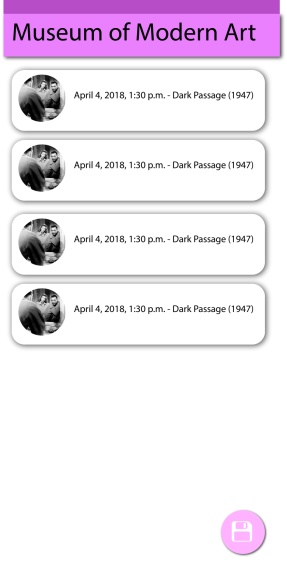 Museum of Modern Art
April 4, 2018, 1:30 p.m. - Dark Passage (1947)
April 4, 2018, 1:30 p.m. - Dark Passage (1947)
April 4, 2018, 1:30 p.m. - Dark Passage (1947)
April 4, 2018, 1:30 p.m. - Dark Passage (1947)